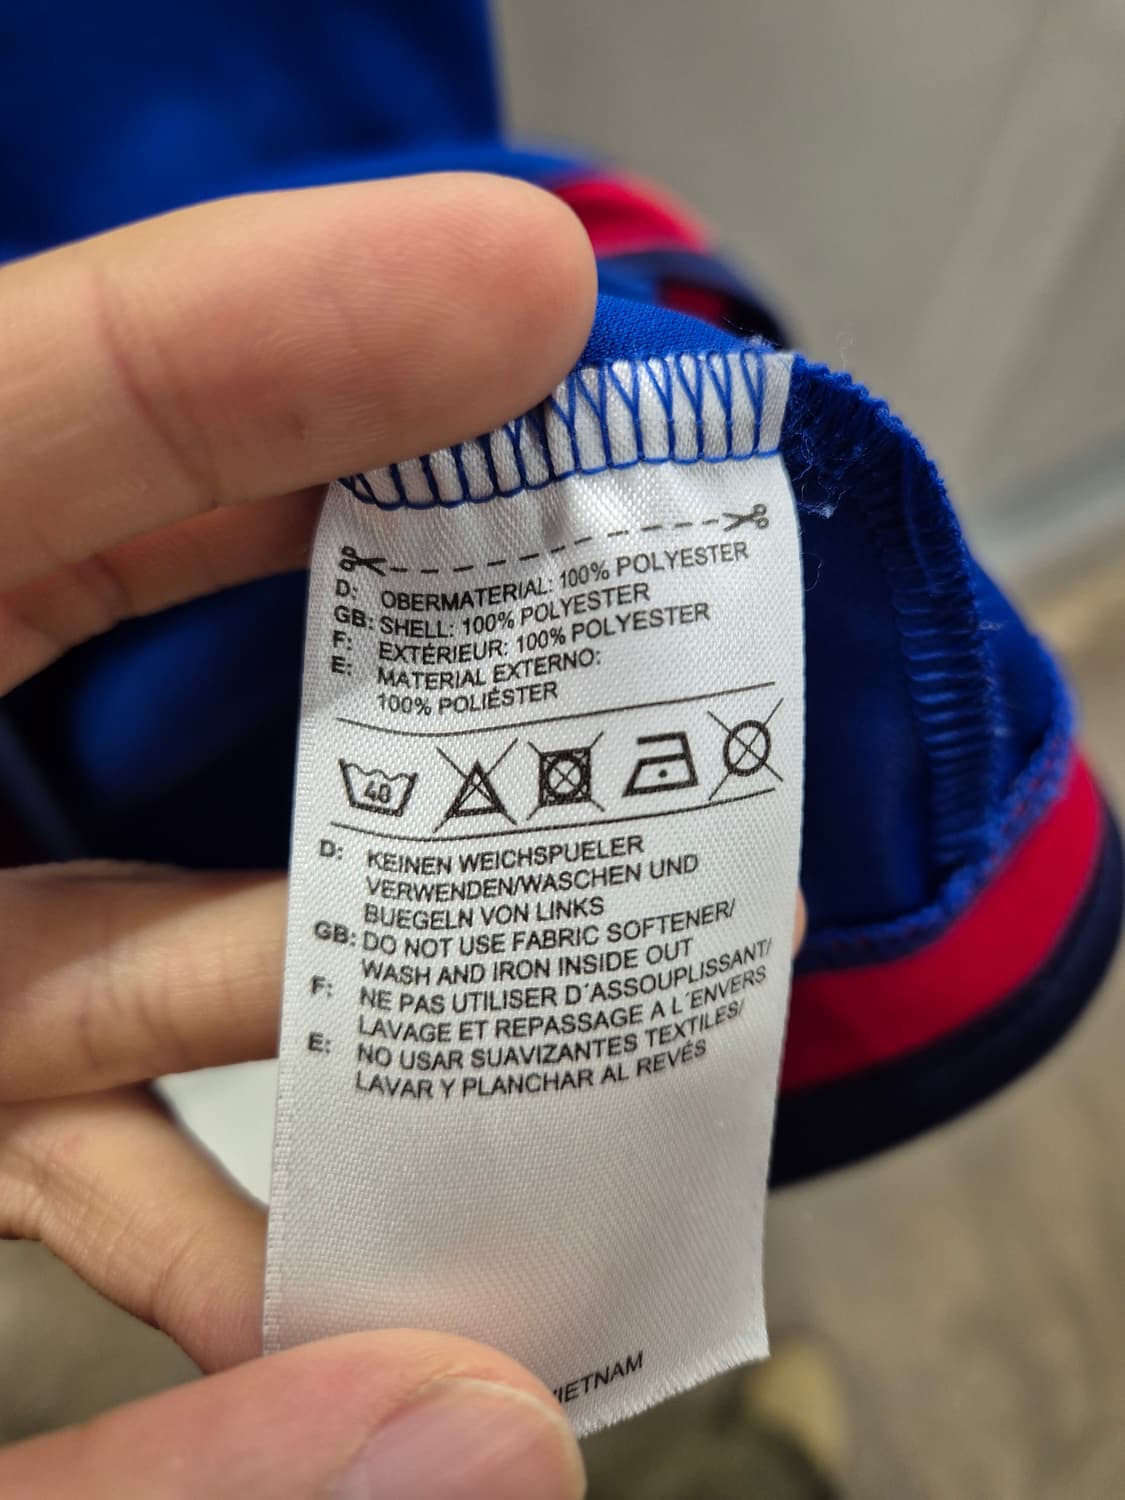 D: OBERMATERIAL: 100% POLYESTER
GB: SHELL: 100% POLYESTER
F: EXTÉRIEUR: 100% POLYESTER
E: MATERIAL EXTERNO:
100% POLIÉSTER
40
D: KEINEN WEICHSPUELER
VERWENDEN/WASCHEN UND
BUEGELN VON LINKS
GB: DO NOT USE FABRIC SOFTENER/
WASH AND IRON INSIDE OUT
F: NE PAS UTILISER D´ASSOUPLISSANT/
LAVAGE ET REPASSAGE A L´ENVERS
E: NO USAR SUAVIZANTES TEXTILES/
LAVAR Y PLANCHAR AL REVÉS
IETNAM